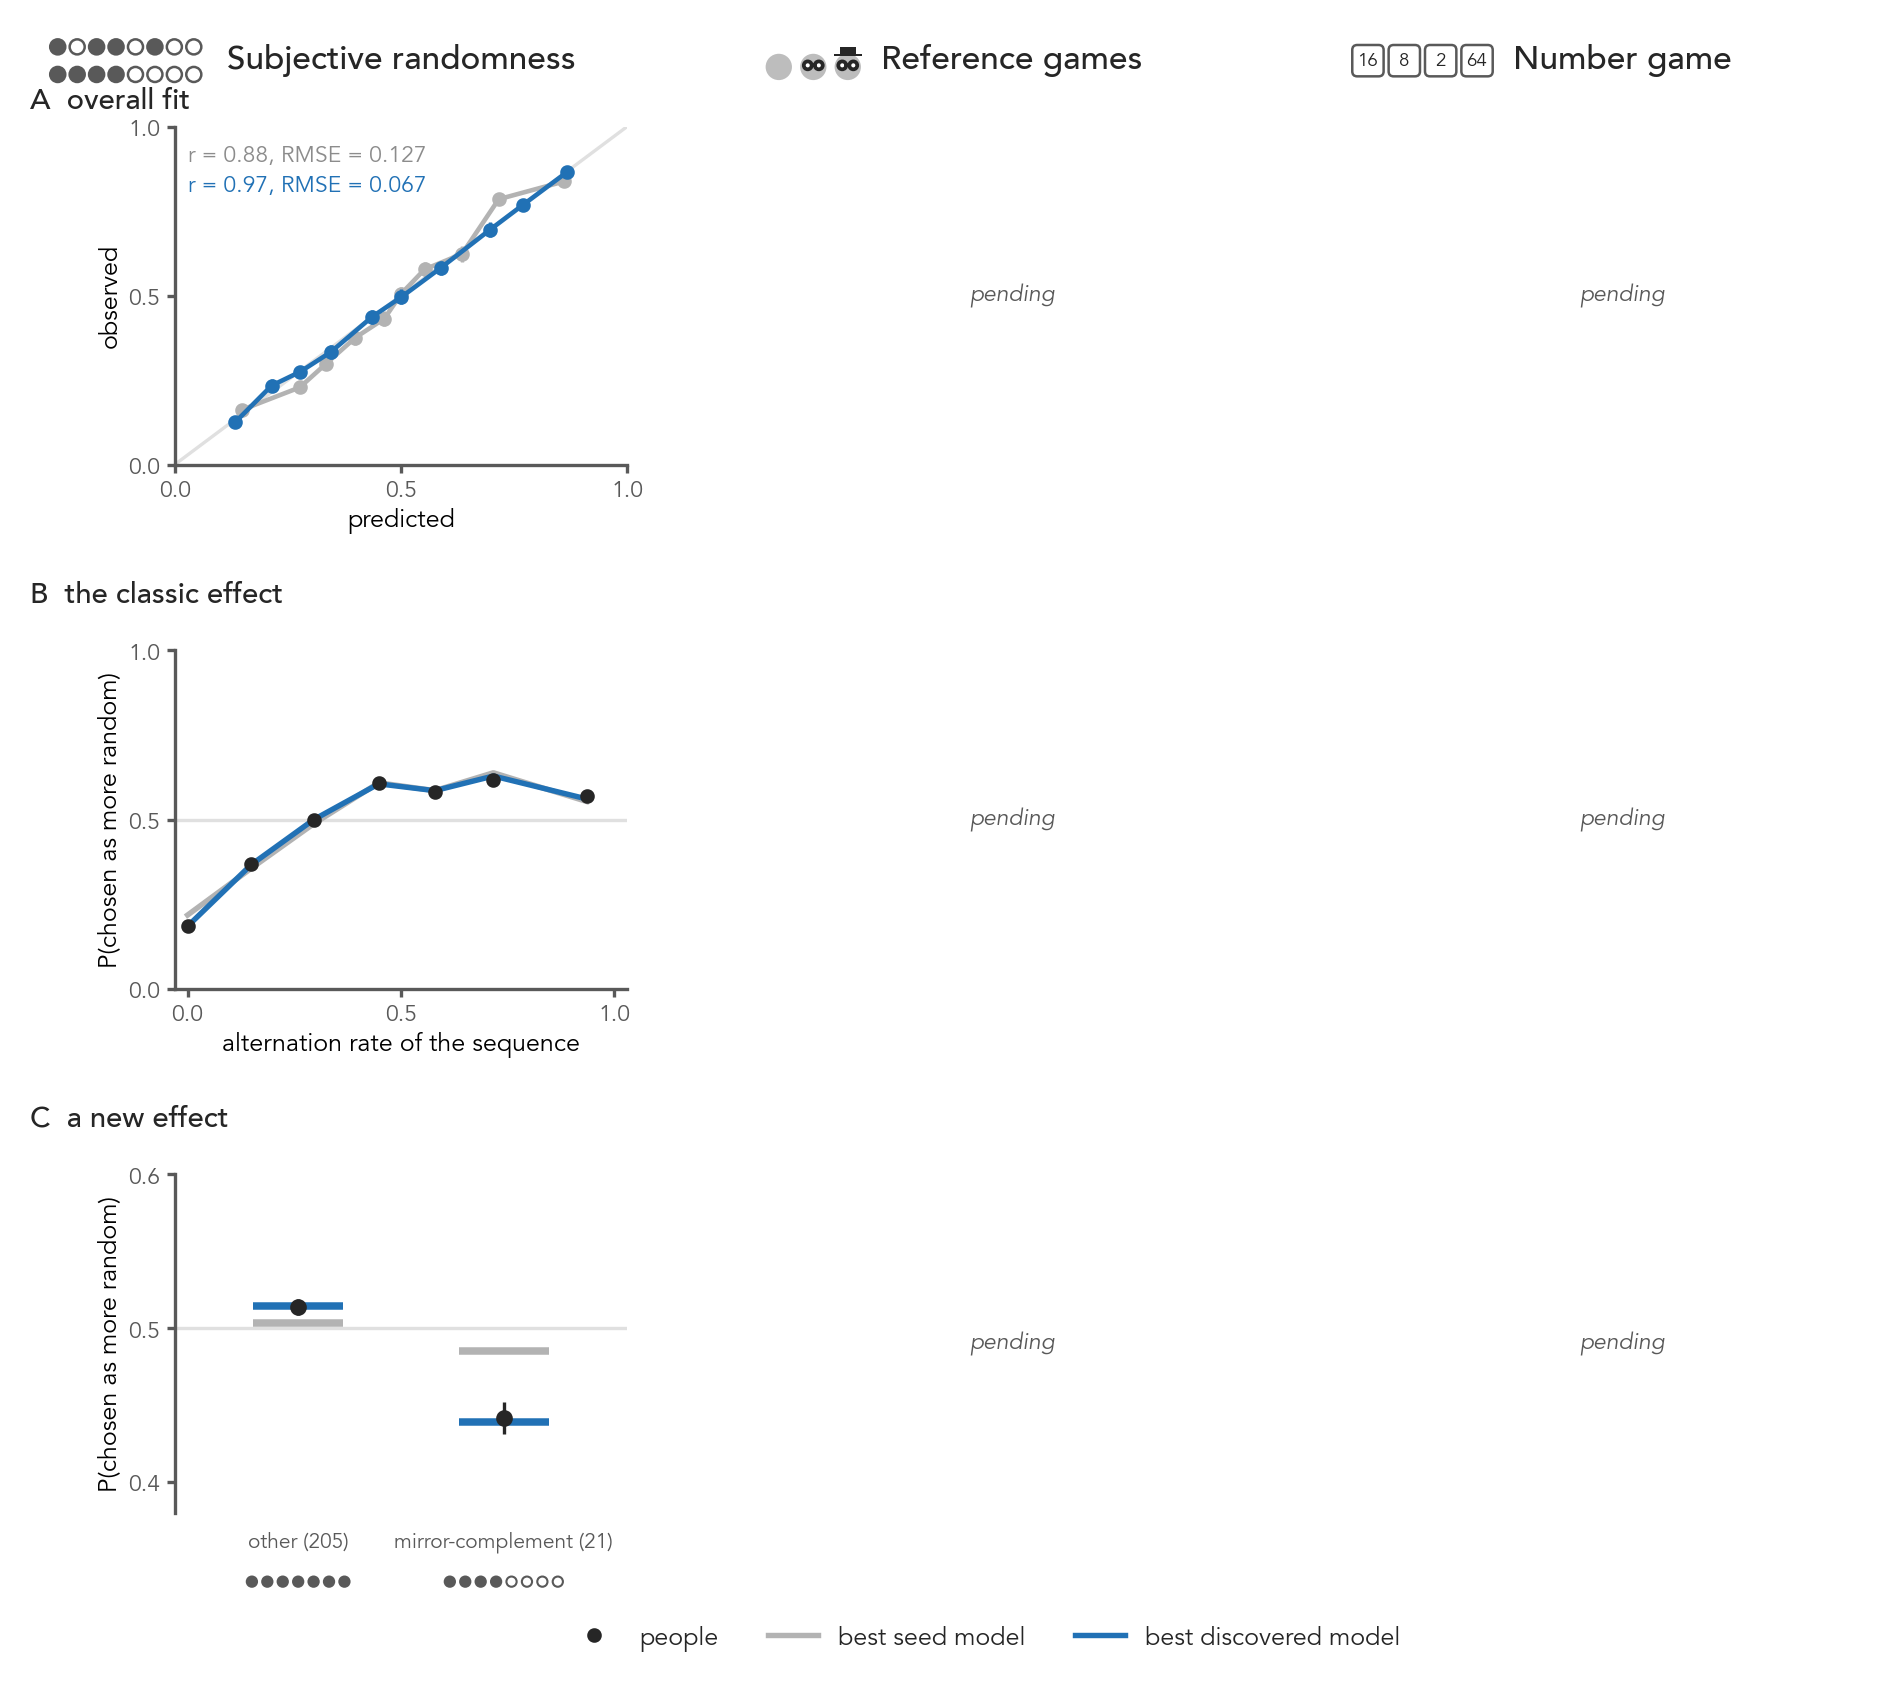 Subjective randomness
Reference games
16 8 2 64 Number game
A overall fit
1.0
r = 0.88, RMSE = 0.127
r = 0.97, RMSE = 0.067
observed
0.5
0.0
0.0 0.5 1.0
predicted
pending
pending
B the classic effect
1.0
P(chosen as more random)
0.5
0.0
0.0 0.5 1.0
alternation rate of the sequence
pending
pending
C a new effect
0.6
P(chosen as more random)
0.5
0.4
other (205) mirror-complement (21)
pending
pending
people best seed model best discovered model